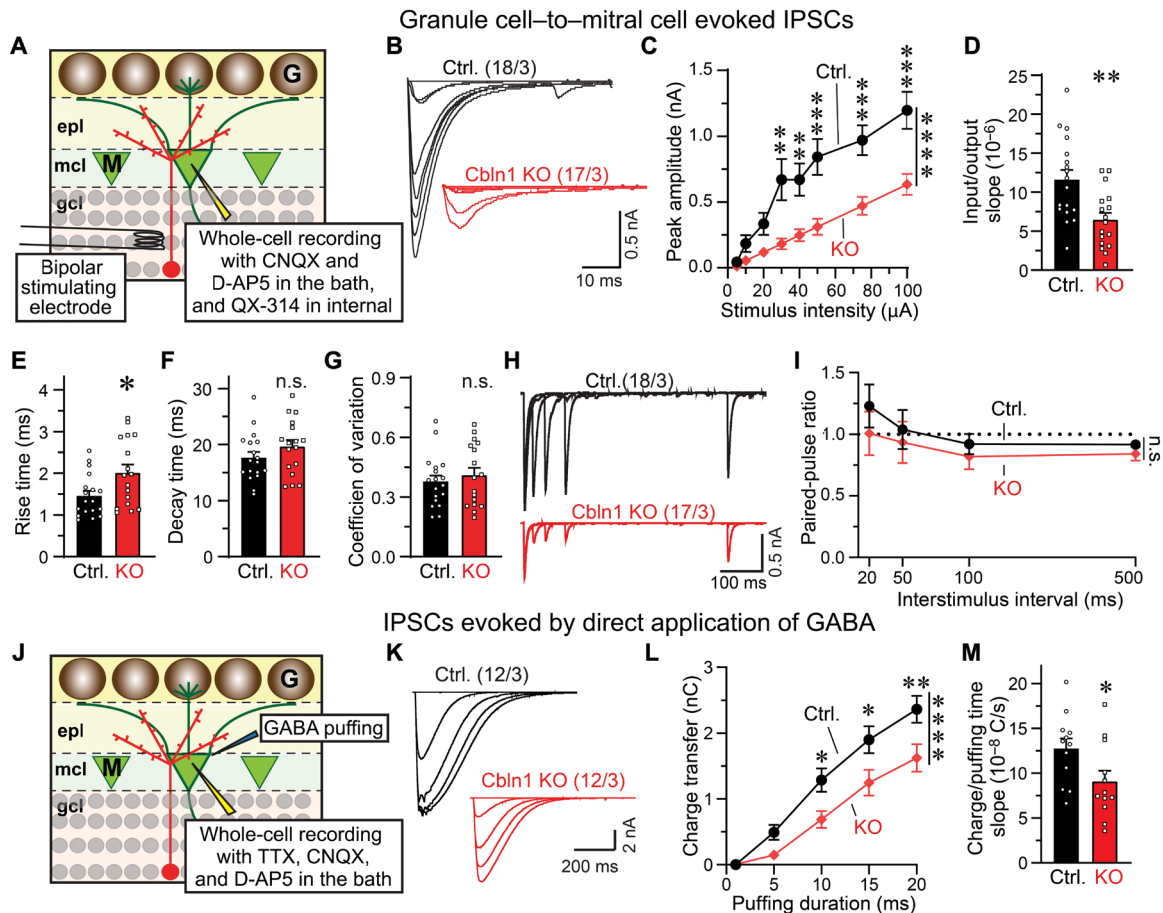 Granule cell–to–mitral cell evoked IPSCs
A
G
epl
M
mcl
gcl
Bipolar
stimulating
electrode
Whole-cell recording
with CNQX and
D-AP5 in the bath,
and QX-314 in internal
B
Ctrl. (18/3)
Cbln1 KO (17/3)
0.5 nA
10 ms
C
Peak amplitude (nA)
1.5
1.0
0.5
0.0
Ctrl.
KO
**
**
***
***
***
****
0 20 40 60 80 100
Stimulus intensity (µA)
D
Input/output
slope (10⁻⁶)
25
20
15
10
5
0
**
Ctrl. KO
E
Rise time (ms)
4
3
2
1
0
*
Ctrl. KO
F
Decay time (ms)
30
20
10
0
n.s.
Ctrl. KO
G
Coefficien of variation
0.9
0.6
0.3
0.0
n.s.
Ctrl. KO
H
Ctrl.(18/3)
Cbln1 KO (17/3)
0.5 nA
100 ms
I
Paired-pulse ratio
1.5
1.0
0.5
0
Ctrl.
KO
n.s.
20 50 100 500
Interstimulus interval (ms)
IPSCs evoked by direct application of GABA
J
G
epl
GABA puffing
M
mcl
gcl
Whole-cell recording
with TTX, CNQX,
and D-AP5 in the bath
K
Ctrl. (12/3)
Cbln1 KO (12/3)
2 nA
200 ms
L
Charge transfer (nC)
3
2
1
0
Ctrl.
KO
*
*
**
****
5 10 15 20
Puffing duration (ms)
M
Charge/puffing time
slope (10⁻⁸ C/s)
20
15
10
5
0
*
Ctrl. KO